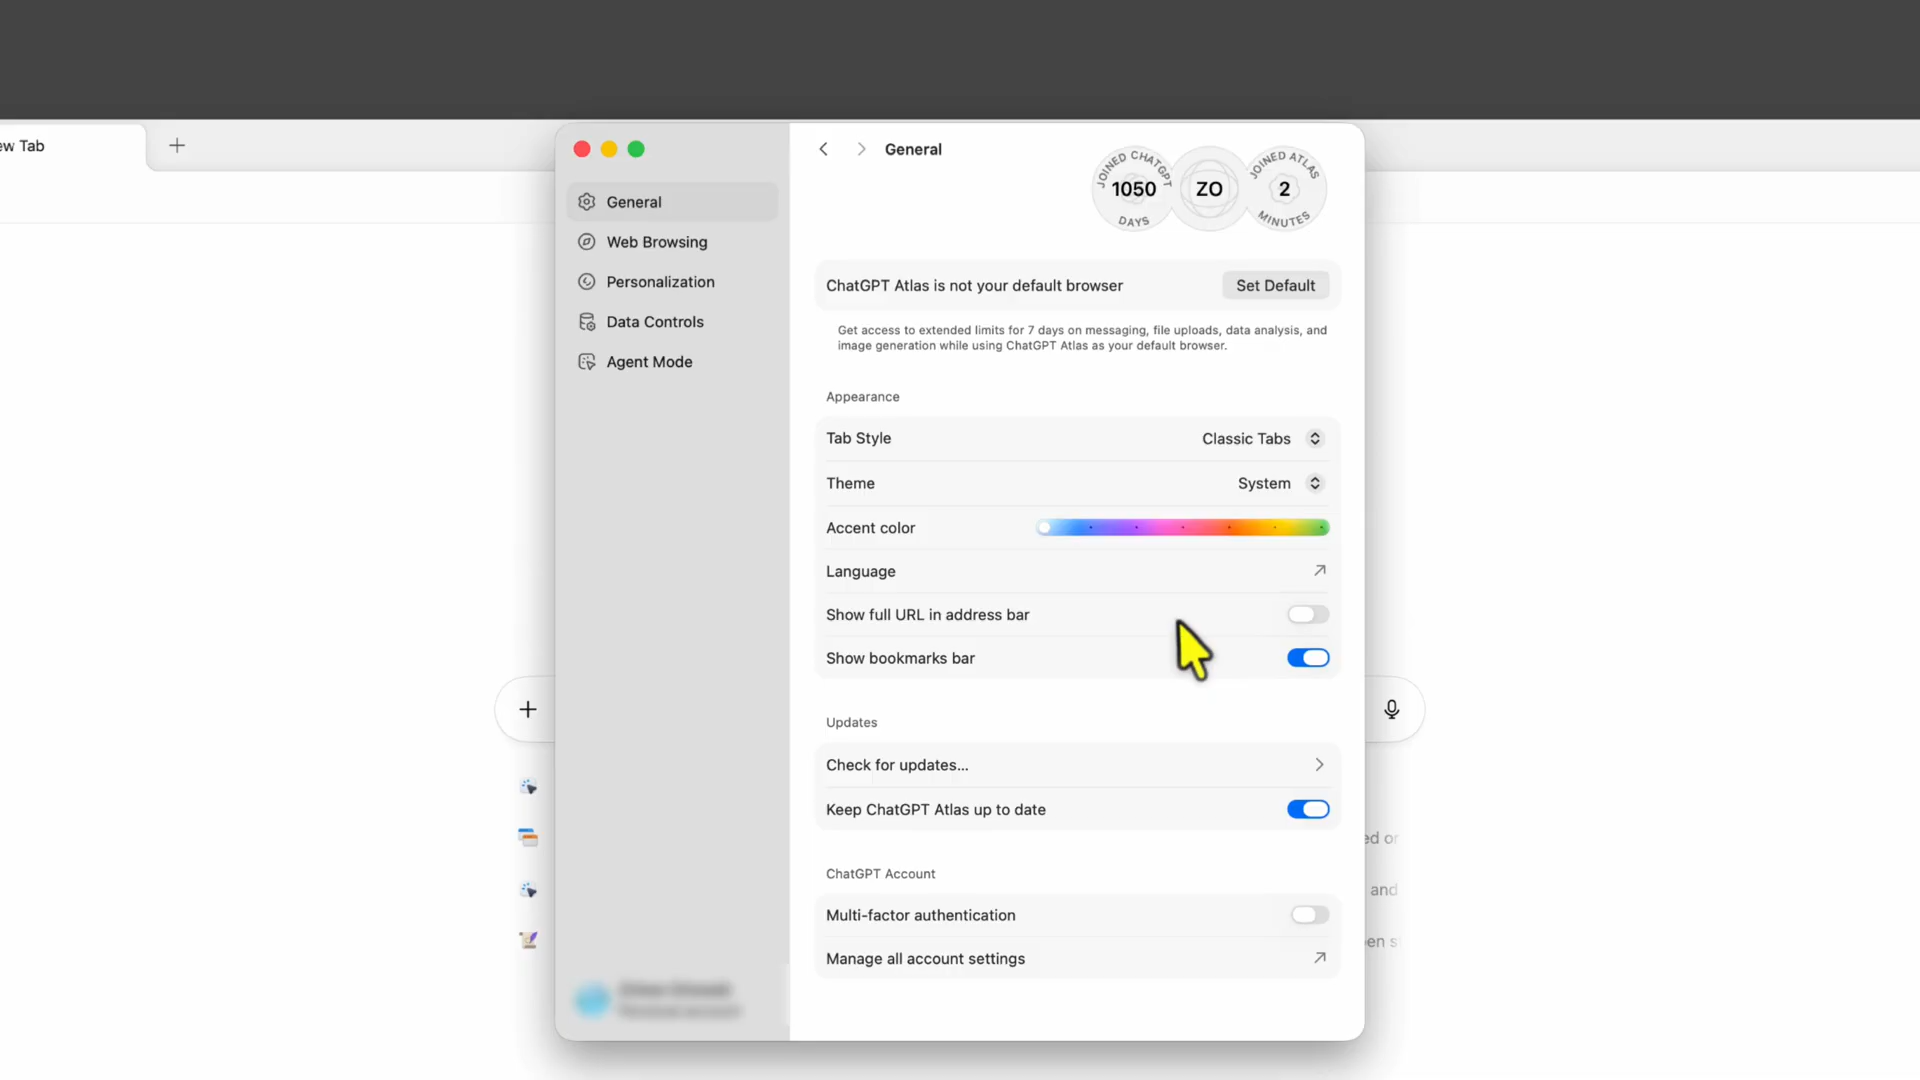 ew Tab
General
JOINED CHATGPT
1050
DAYS
ZO
JOINED ATLAS
2
MINUTES
General
Web Browsing
Personalization
Data Controls
Agent Mode
ChatGPT Atlas is not your default browser
Set Default
Get access to extended limits for 7 days on messaging, file uploads, data analysis, and
image generation while using ChatGPT Atlas as your default browser.
Appearance
Tab Style
Classic Tabs
Theme
System
Accent color
Language
Show full URL in address bar
Show bookmarks bar
Updates
Check for updates...
Keep ChatGPT Atlas up to date
ed or
ChatGPT Account
and
Multi-factor authentication
en s
Manage all account settings